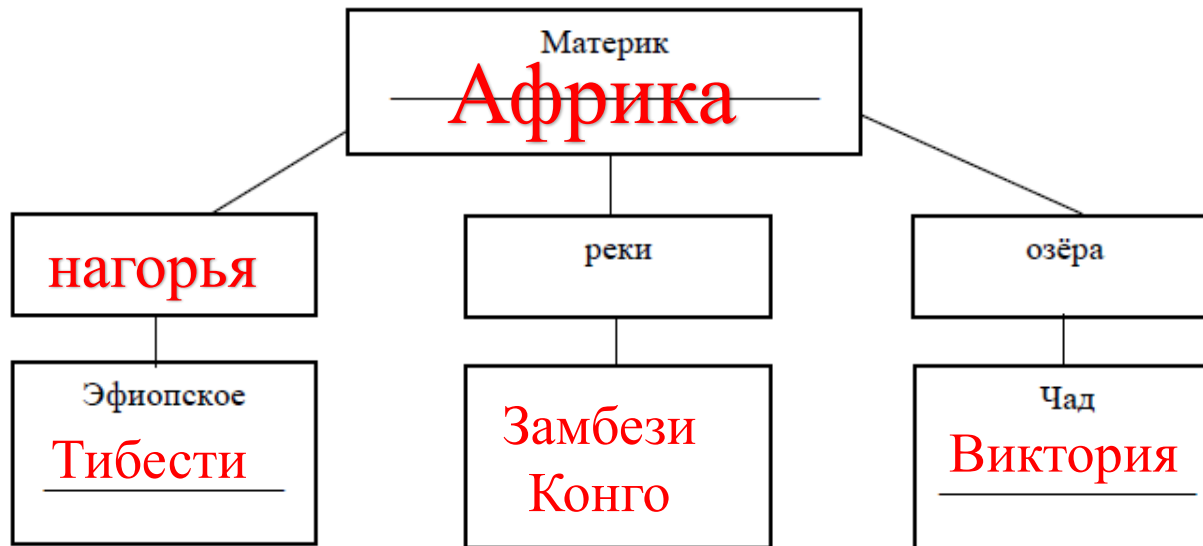 Материк
Африка
нагорья
реки
озёра
Эфиопское
Тибести
Замбези
Конго
Чад
Виктория